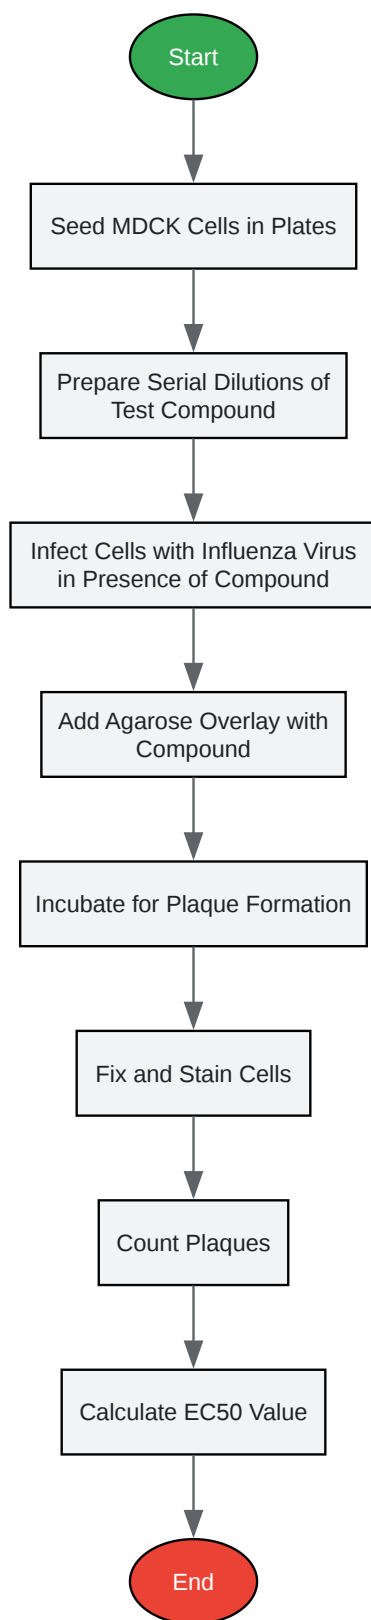 Start
Seed MDCK Cells in Plates
Prepare Serial Dilutions of
Test Compound
Infect Cells with Influenza Virus
in Presence of Compound
Add Agarose Overlay with
Compound
Incubate for Plaque Formation
Fix and Stain Cells
Count Plaques
Calculate EC50 Value
End